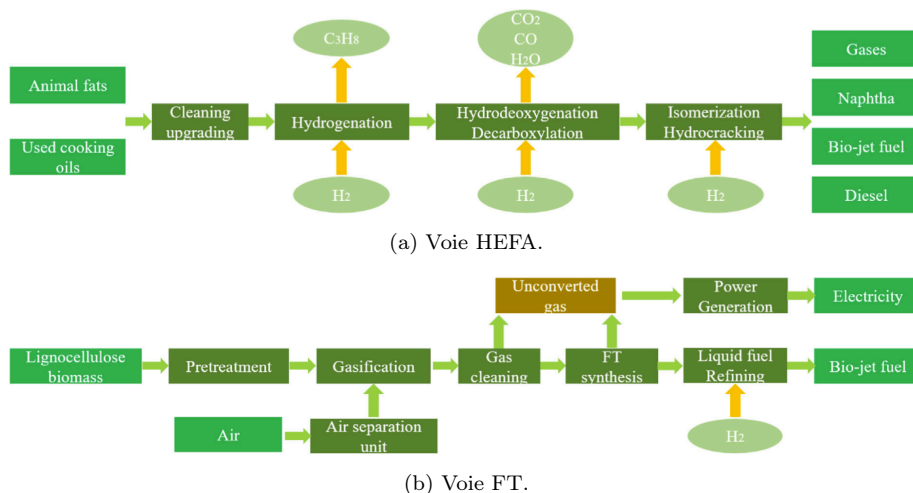 Animal fats
Used cooking
oils
Cleaning
upgrading
C3H8
Hydrogenation
H2
CO2
CO
H2O
Hydrodeoxygenation
Decarboxylation
H2
Isomerization
Hydrocracking
H2
Gases
Naphtha
Bio-jet fuel
Diesel
(a) Voie HEFA.
Lignocellulose
biomass
Pretreatment
Gasification
Air
Air separation
unit
Gas
cleaning
Unconverted
gas
FT
synthesis
Power
Generation
Electricity
Liquid fuel
Refining
H2
Bio-jet fuel
(b) Voie FT.